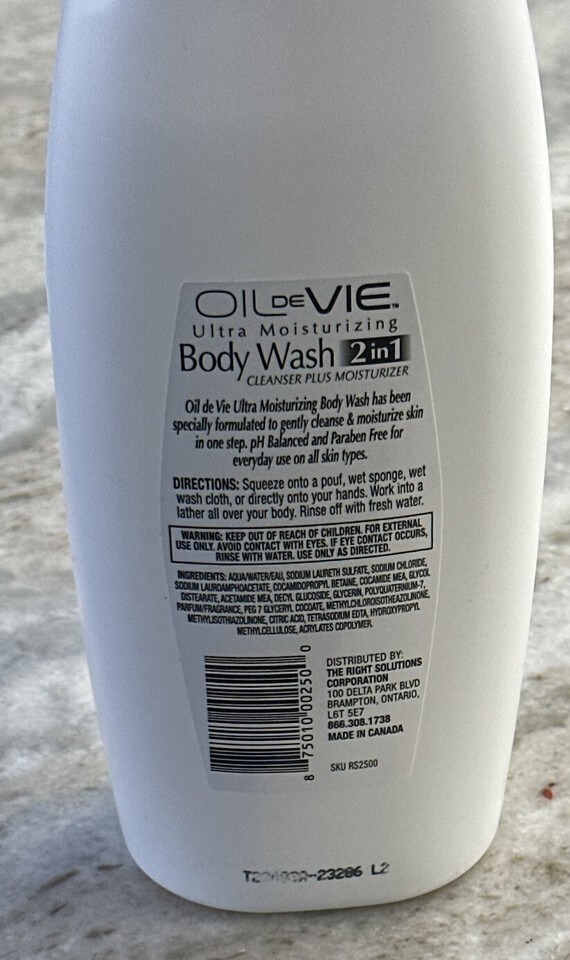 OIL DE VIE™
Ultra Moisturizing
Body Wash 2 in 1
CLEANSER PLUS MOISTURIZER
Oil de Vie Ultra Moisturizing Body Wash has been
specially formulated to gently cleanse & moisturize skin
in one step. pH Balanced and Paraben Free for
everyday use on all skin types.
DIRECTIONS: Squeeze onto a pouf, wet sponge, wet
wash cloth, or directly onto your hands. Work into a
lather all over your body. Rinse off with fresh water.
WARNING: KEEP OUT OF REACH OF CHILDREN. FOR EXTERNAL
USE ONLY. AVOID CONTACT WITH EYES. IF EYE CONTACT OCCURS,
RINSE WITH WATER. USE ONLY AS DIRECTED.
INGREDIENTS: AQUA/WATER/EAU, SODIUM LAURETH SULFATE, SODIUM CHLORIDE,
SODIUM LAUROAMPHOACETATE, COCAMIDOPROPYL BETAINE, COCAMIDE MEA, GLYCOL
DISTEARATE, ACETAMIDE MEA, DECYL GLUCOSIDE, GLYCERIN, POLYQUATERNIUM-7,
PARFUM/FRAGRANCE, PEG 7 GLYCERYL COCOATE, METHYLCHLOROISOTHEAZOLINONE,
METHYLISOTHIAZOLINONE, CITRIC ACID, TETRASODIUM EDTA, HYDROXYPROPYL
METHYLCELLULOSE, ACRYLATES COPOLYMER.
8 75010 00250 0
DISTRIBUTED BY:
THE RIGHT SOLUTIONS
CORPORATION
100 DELTA PARK BLVD
BRAMPTON, ONTARIO,
L6T 5E7
866.308.1738
MADE IN CANADA
SKU RS2500
23286 L2